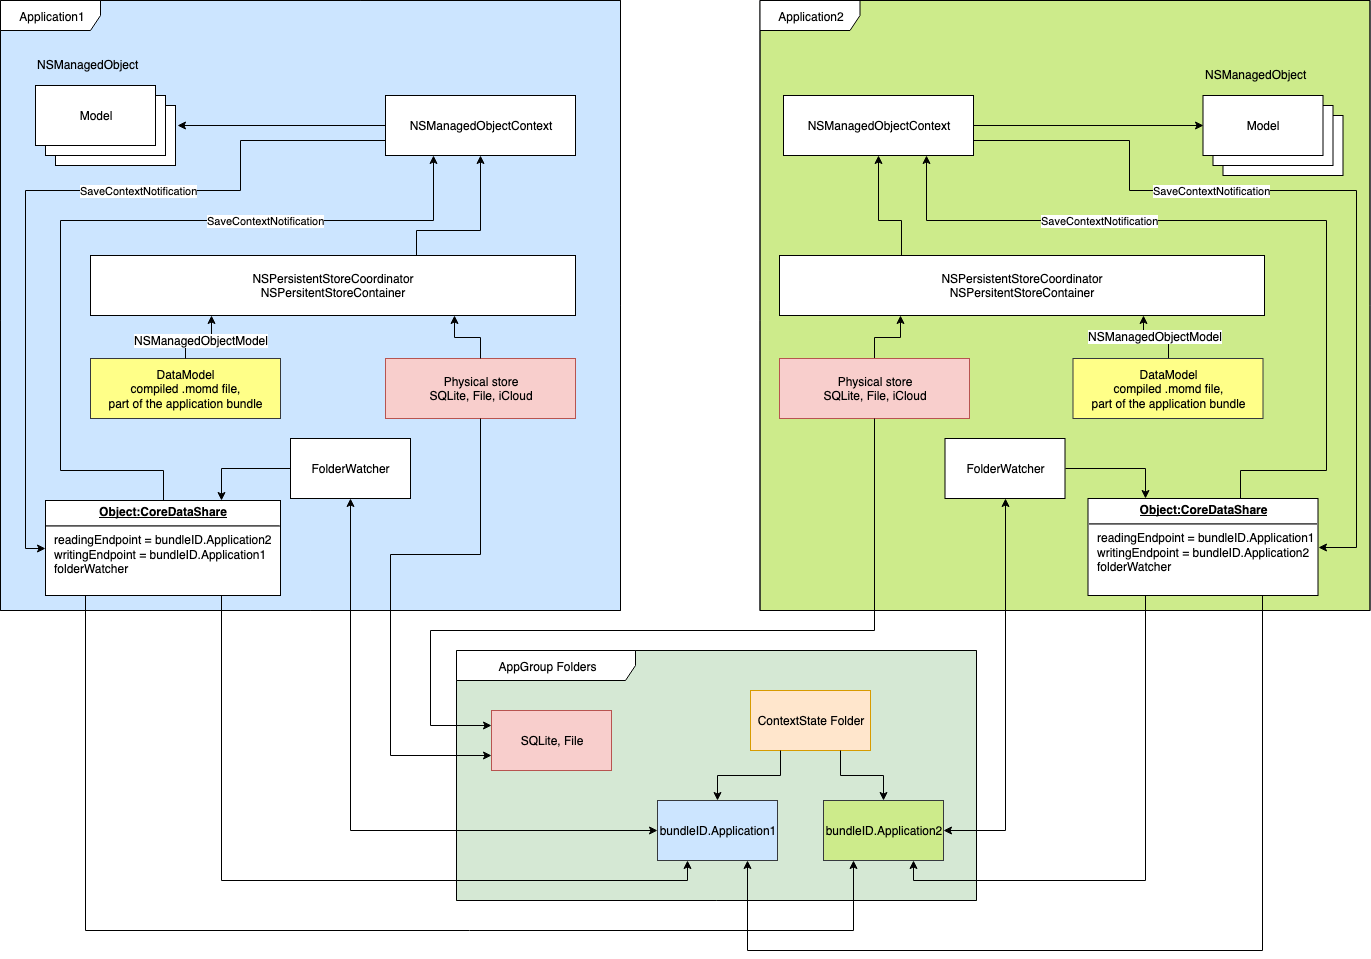 Application1
NSManagedObject
Model
NSManagedObjectContext
SaveContextNotification
SaveContextNotification
NSPersistentStoreCoordinator
NSPersitentStoreContainer
NSManagedObjectModel
DataModel
compiled .momd file,
part of the application bundle
Physical store
SQLite, File, iCloud
FolderWatcher
Object:CoreDataShare
readingEndpoint = bundleID.Application2
writingEndpoint = bundleID.Application1
folderWatcher
Application2
NSManagedObject
NSManagedObjectContext
Model
SaveContextNotification
SaveContextNotification
NSPersistentStoreCoordinator
NSPersitentStoreContainer
NSManagedObjectModel
Physical store
SQLite, File, iCloud
DataModel
compiled .momd file,
part of the application bundle
FolderWatcher
Object:CoreDataShare
readingEndpoint = bundleID.Application1
writingEndpoint = bundleID.Application2
folderWatcher
AppGroup Folders
SQLite, File
ContextState Folder
bundleID.Application1
bundleID.Application2